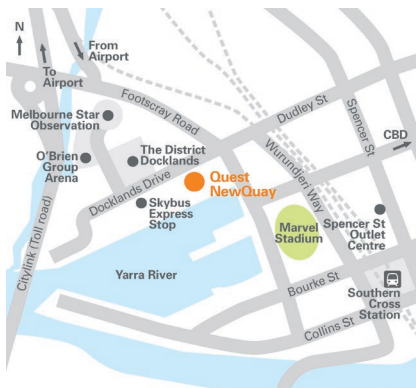 N
From
Airport
To
Airport
Footscray Road
Melbourne Star
Observation
Dudley St
Spencer St
CBD
The District
Docklands
Wurundjeri Way
O'Brien
Group
Arena
Quest
NewQuay
Docklands Drive
Skybus
Express
Stop
Citylink (Toll road)
Marvel
Stadium
Spencer St
Outlet
Centre
Yarra River
Bourke St
Southern
Cross
Station
Collins St